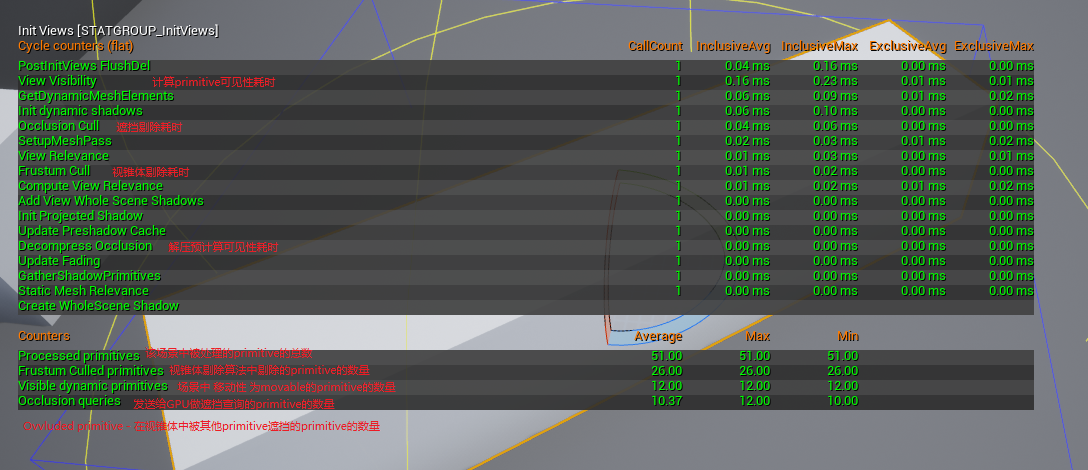 Init Views [STATGROUP_InitViews]
Cycle counters (flat) CallCount InclusiveAvg InclusiveMax ExclusiveAvg ExclusiveMax
PostInitViews FlushDel 1 0.04 ms 0.16 ms 0.00 ms 0.00 ms
View Visibility 计算primitive可见性耗时 1 0.16 ms 0.23 ms 0.01 ms 0.01 ms
GetDynamicMeshElements 1 0.06 ms 0.09 ms 0.01 ms 0.02 ms
Init dynamic shadows 1 0.06 ms 0.10 ms 0.00 ms 0.00 ms
Occlusion Cull 遮挡剔除耗时 1 0.04 ms 0.06 ms 0.00 ms 0.00 ms
SetupMeshPass 1 0.02 ms 0.03 ms 0.01 ms 0.02 ms
View Relevance 1 0.01 ms 0.03 ms 0.00 ms 0.01 ms
Frustum Cull 视锥体剔除耗时 1 0.01 ms 0.02 ms 0.00 ms 0.00 ms
Compute View Relevance 1 0.01 ms 0.02 ms 0.01 ms 0.02 ms
Add View Whole Scene Shadows 1 0.00 ms 0.00 ms 0.00 ms 0.00 ms
Init Projected Shadow 1 0.00 ms 0.00 ms 0.00 ms 0.00 ms
Update Preshadow Cache 1 0.00 ms 0.00 ms 0.00 ms 0.00 ms
Decompress Occlusion 解压预计算可见性耗时 1 0.00 ms 0.00 ms 0.00 ms 0.00 ms
Update Fading 1 0.00 ms 0.00 ms 0.00 ms 0.00 ms
GatherShadowPrimitives 1 0.00 ms 0.00 ms 0.00 ms 0.00 ms
Static Mesh Relevance 1 0.00 ms 0.00 ms 0.00 ms 0.00 ms
Create WholeScene Shadow
Counters Average Max Min
Processed primitives 该场景中被处理的primitive的总数 51.00 51.00 51.00
Frustum Culled primitives 视锥体剔除算法中剔除的primitive的数量 26.00 26.00 26.00
Visible dynamic primitives 场景中 移动性 为movable的primitive的数量 12.00 12.00 12.00
Occlusion queries 发送给GPU做遮挡查询的primitive的数量 10.37 12.00 10.00
Ovvluded primitive - 在视锥体中被其他primitive遮挡的primitive的数量